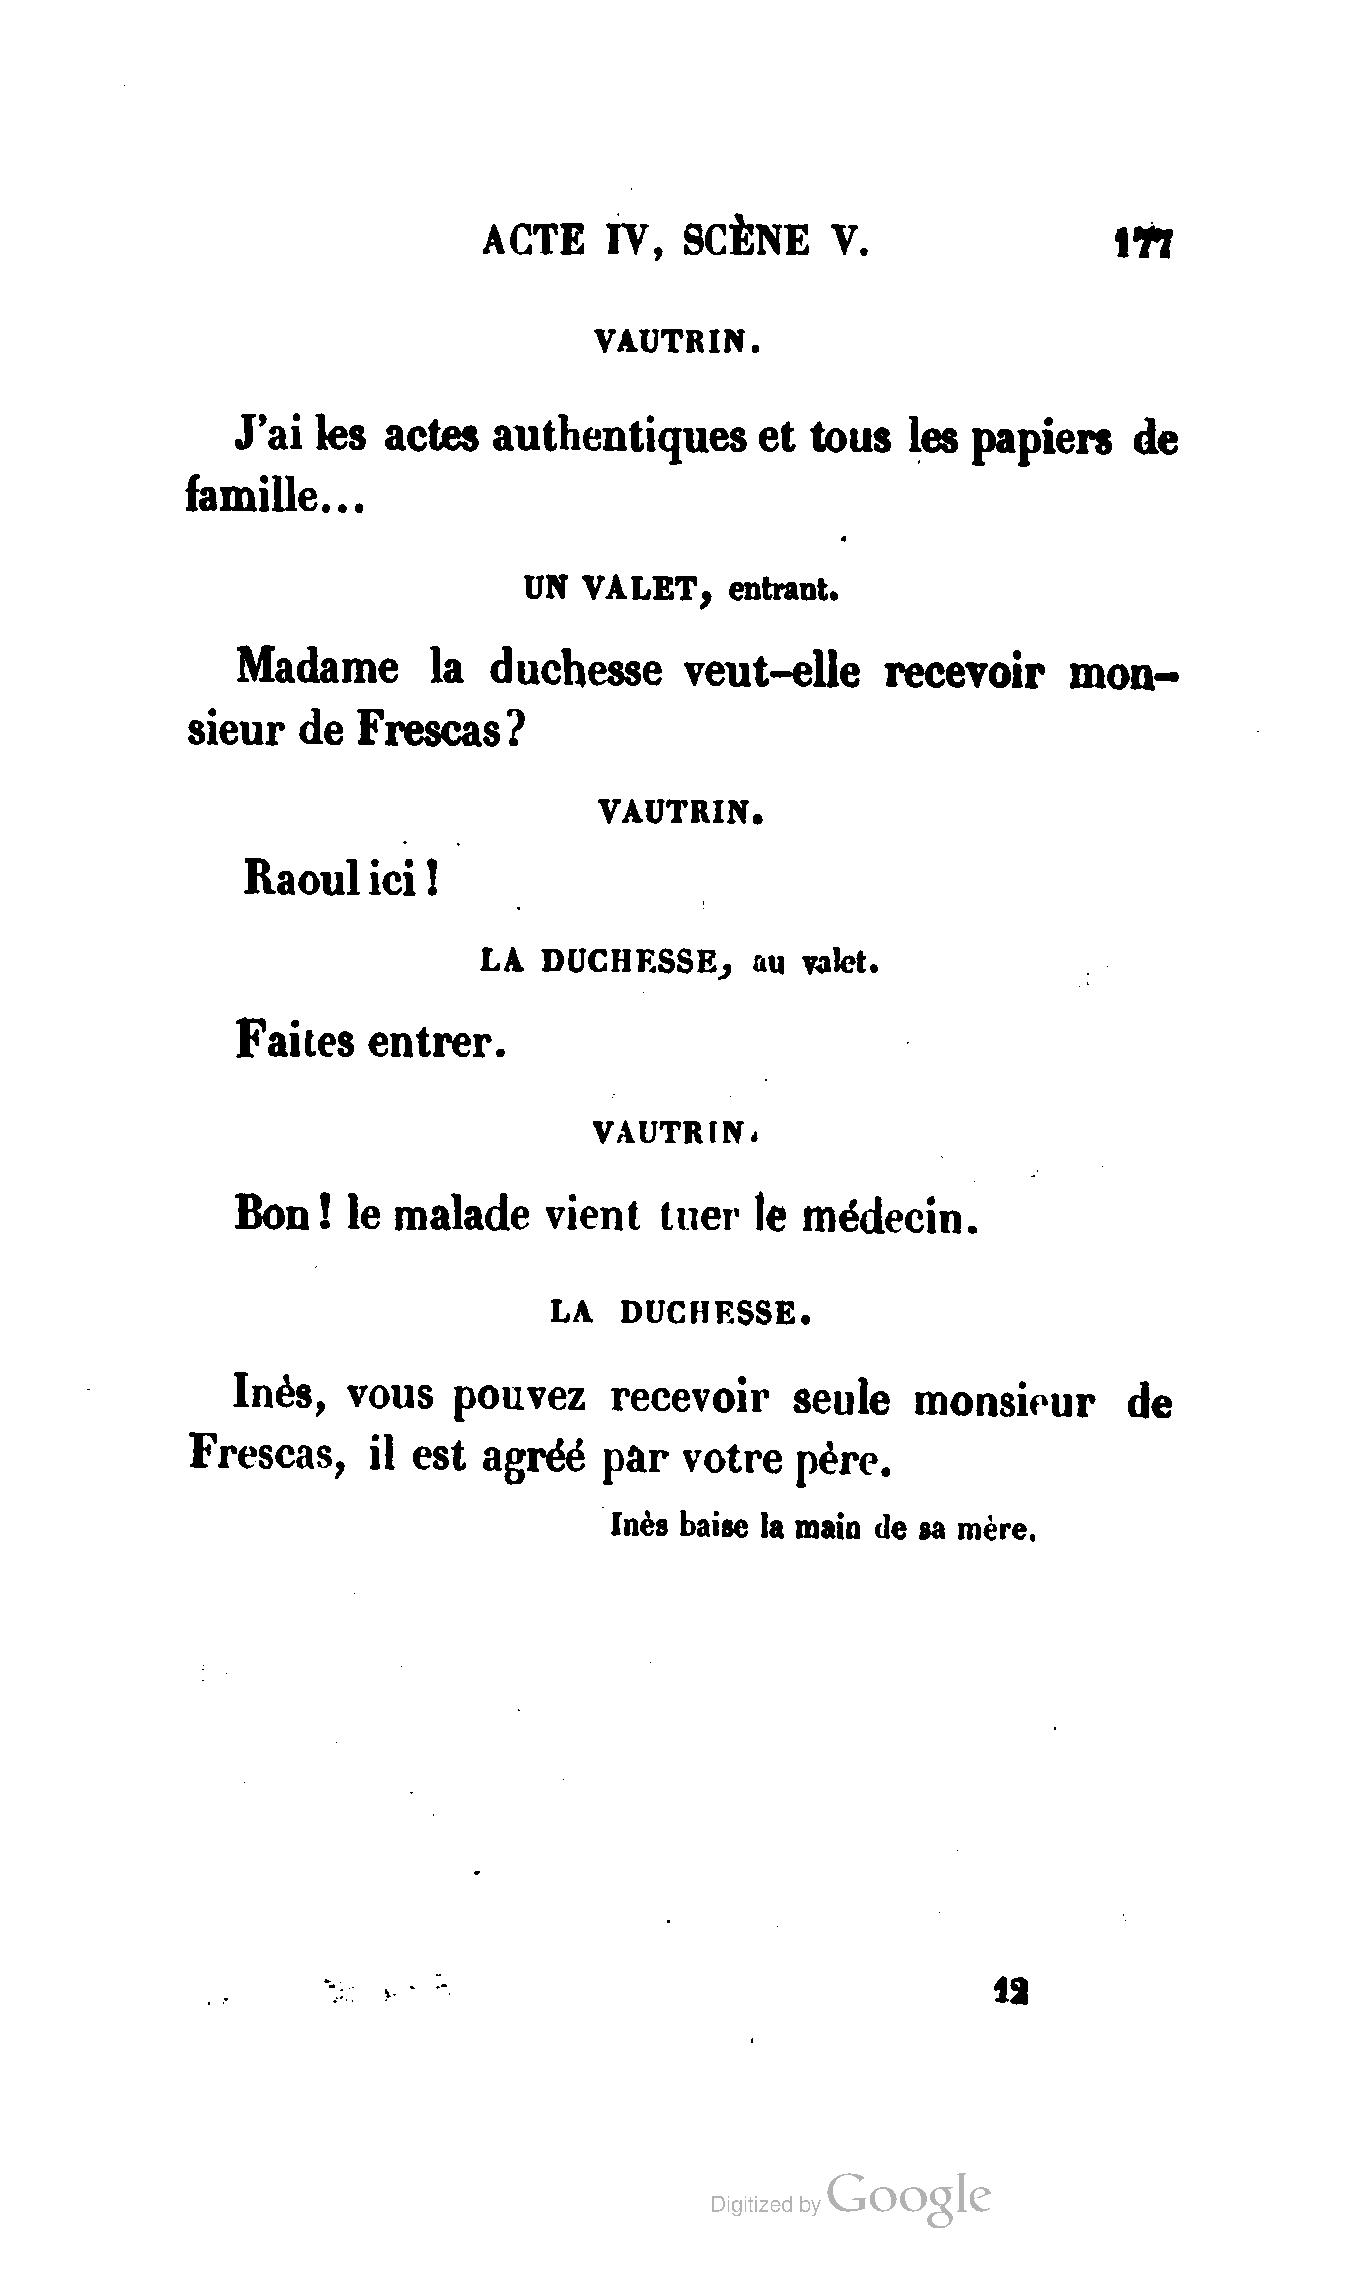 ACTE IV, SCÈNE V. 177
VAUTRIN.
J'ai les actes authentiques et tous les papiers de
famille...
UN VALET, entrant.
Madame la duchesse veut-elle recevoir mon-
sieur de Frescas?
VAUTRIN.
Raoul ici !
LA DUCHESSE, au valet.
Faites entrer.
VAUTRIN.
Bon ! le malade vient tuer le médecin.
LA DUCHESSE.
Inès, vous pouvez recevoir seule monsieur de
Frescas, il est agréé par votre père.
Inès baise la main de sa mère.
12
Digitized by Google